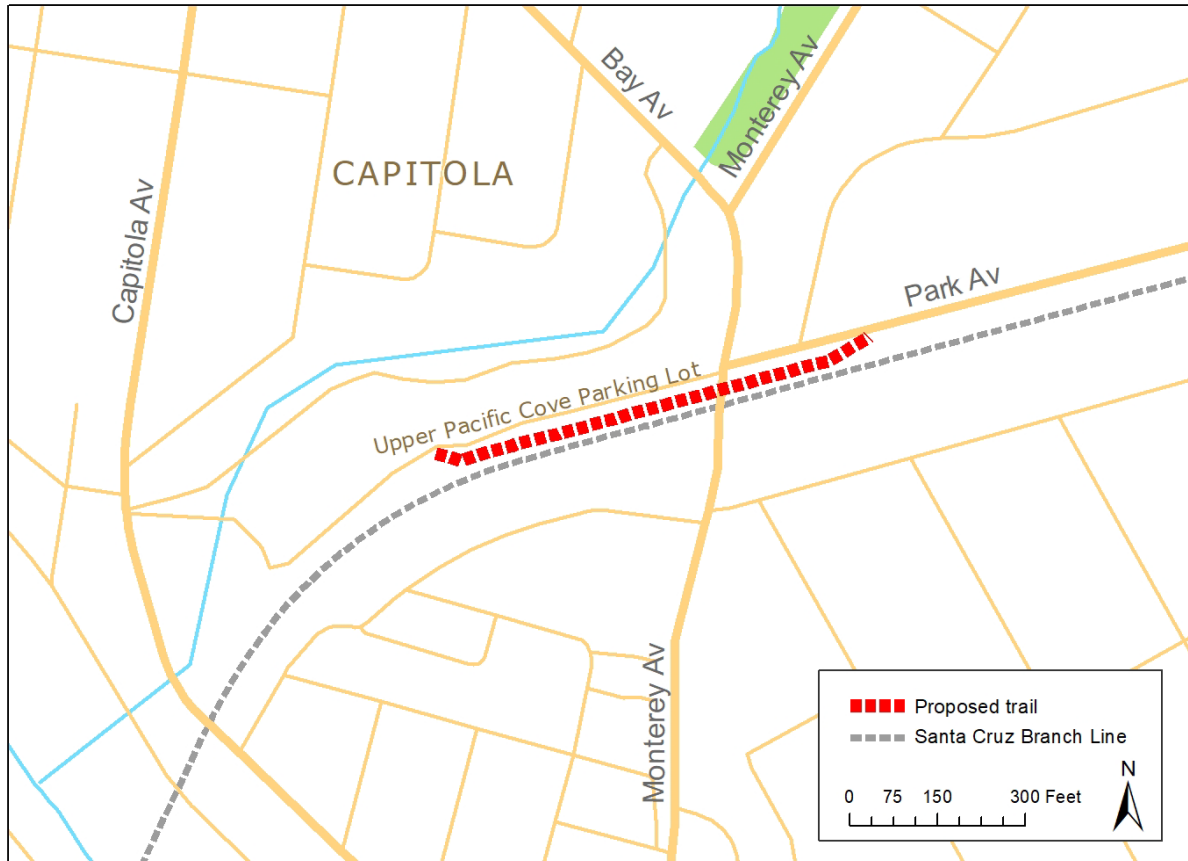 Bay Av
Monterey Av
CAPITOLA
Capitola Av
Park Av
Upper Pacific Cove Parking Lot
Monterey Av
Proposed trail
Santa Cruz Branch Line
N
0 75 150 300 Feet